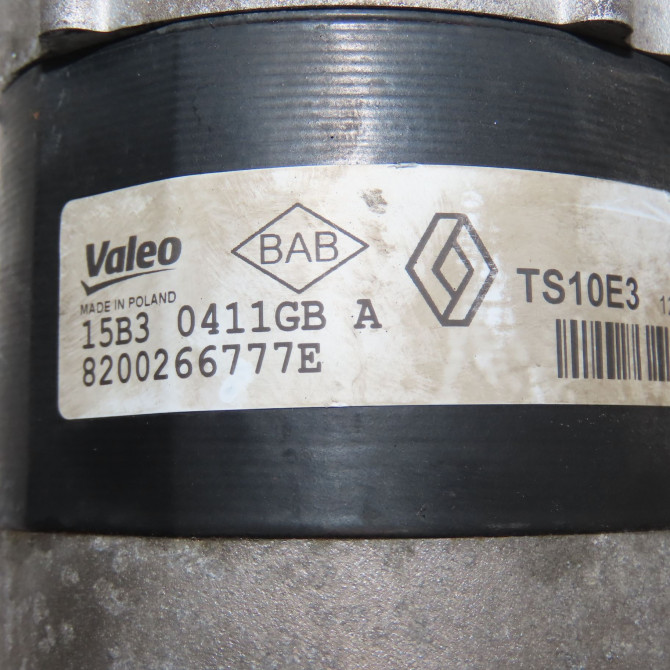 Valeo
MADE IN POLAND
BAB
TS10E3
15B3 0411GB A
8200266777E